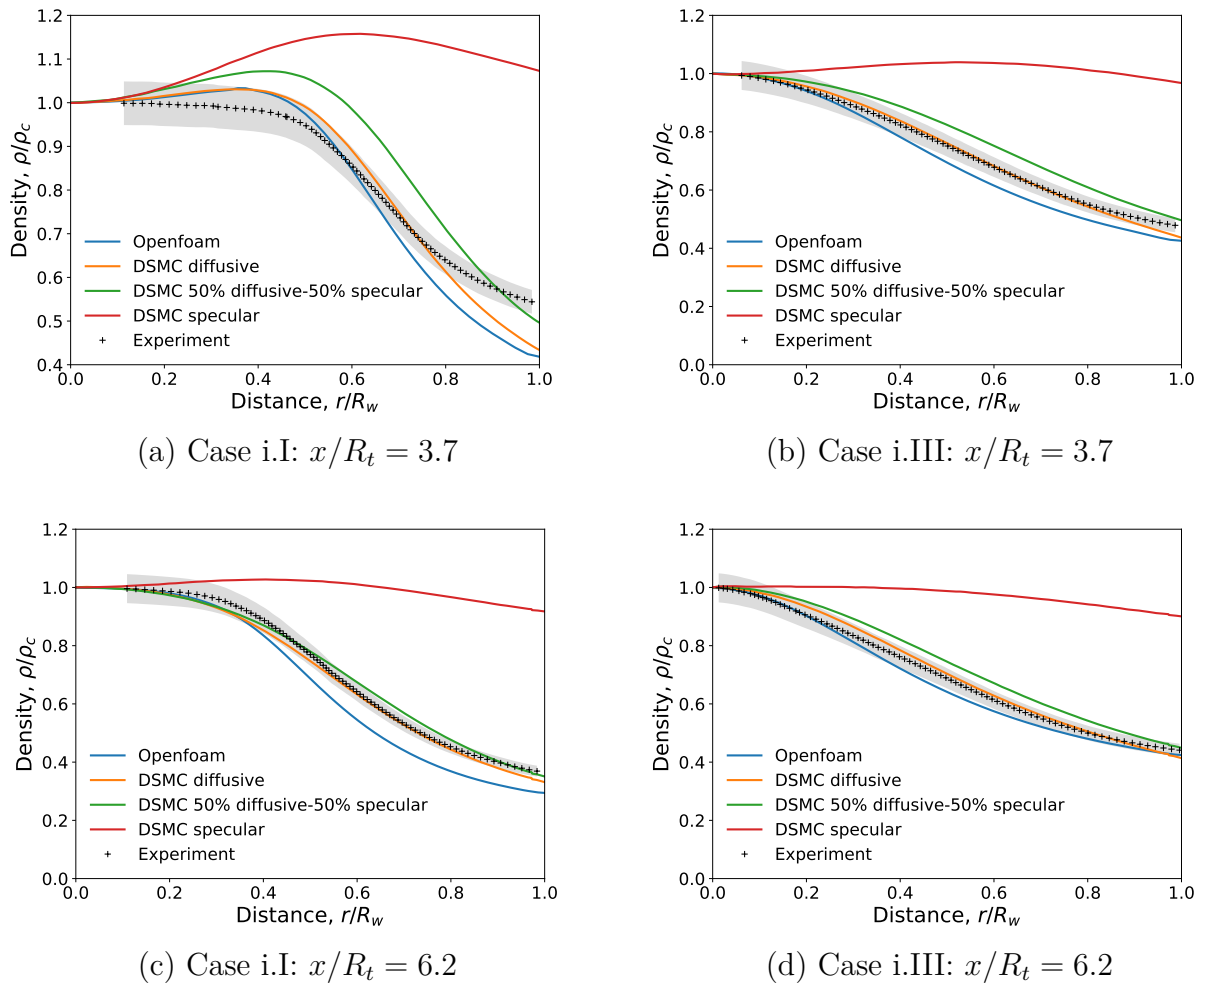 1.2
1.1
1.0
0.9
0.8
0.7
0.6
0.5
0.4
Density, ρ/ρc
Openfoam
DSMC diffusive
DSMC 50% diffusive-50% specular
DSMC specular
Experiment
0.0 0.2 0.4 0.6 0.8 1.0
Distance, r/Rw
(a) Case i.I: x/Rt = 3.7
1.2
1.0
0.8
0.6
0.4
0.2
0.0
Density, ρ/ρc
Openfoam
DSMC diffusive
DSMC 50% diffusive-50% specular
DSMC specular
Experiment
0.0 0.2 0.4 0.6 0.8 1.0
Distance, r/Rw
(b) Case i.III: x/Rt = 3.7
1.2
1.0
0.8
0.6
0.4
0.2
0.0
Density, ρ/ρc
Openfoam
DSMC diffusive
DSMC 50% diffusive-50% specular
DSMC specular
Experiment
0.0 0.2 0.4 0.6 0.8 1.0
Distance, r/Rw
(c) Case i.I: x/Rt = 6.2
1.2
1.0
0.8
0.6
0.4
0.2
0.0
Density, ρ/ρc
Openfoam
DSMC diffusive
DSMC 50% diffusive-50% specular
DSMC specular
Experiment
0.0 0.2 0.4 0.6 0.8 1.0
Distance, r/Rw
(d) Case i.III: x/Rt = 6.2